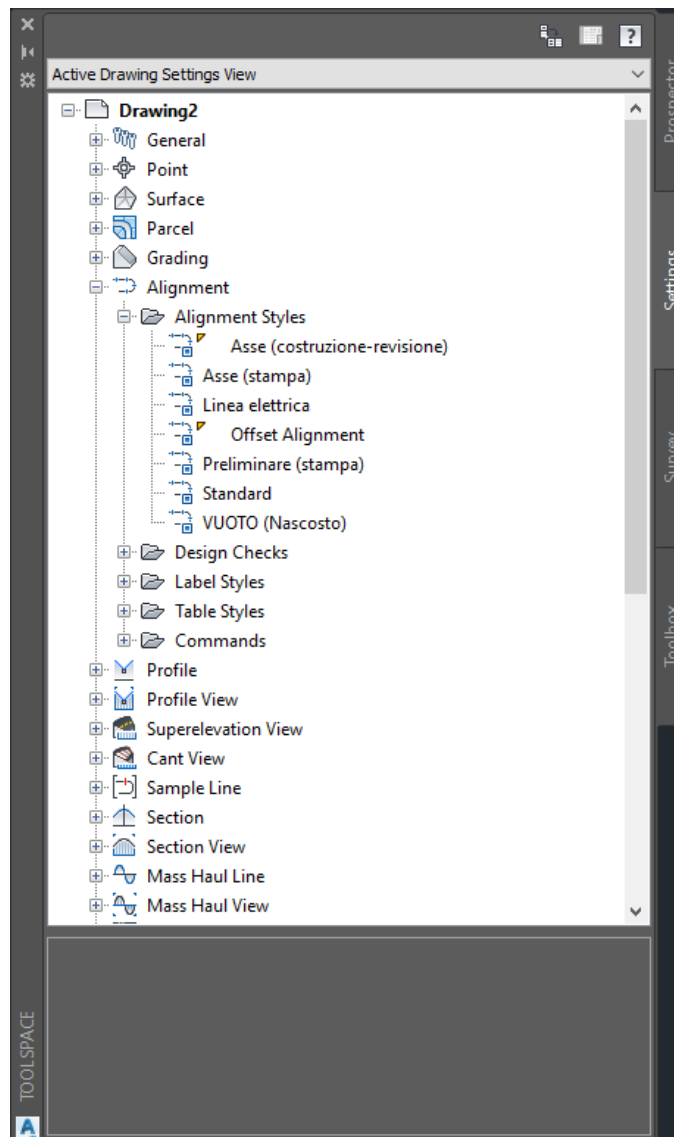 Active Drawing Settings View
Drawing2
General
Point
Surface
Parcel
Grading
Alignment
Alignment Styles
Asse (costruzione-revisione)
Asse (stampa)
Linea elettrica
Offset Alignment
Preliminare (stampa)
Standard
VUOTO (Nascosto)
Design Checks
Label Styles
Table Styles
Commands
Profile
Profile View
Superelevation View
Cant View
Sample Line
Section
Section View
Mass Haul Line
Mass Haul View
Prospector
Settings
Survey
Toolbox
TOOLSPACE